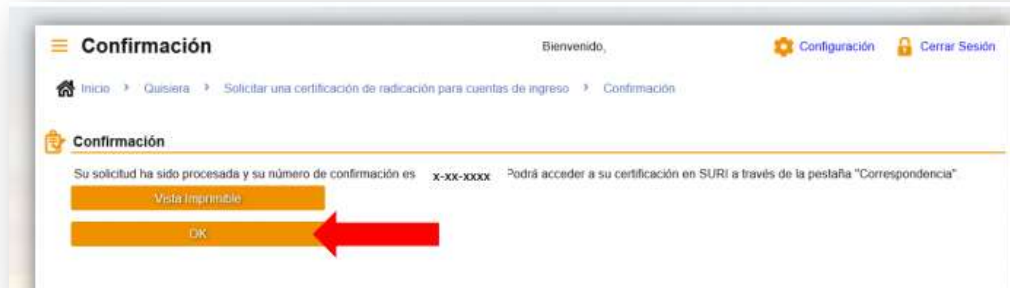 Confirmación Bienvenido, Configuración Cerrar Sesión
Inicio Quisiera Solicitar una certificación de radicación para cuentas de ingreso Confirmación
Confirmación
Su solicitud ha sido procesada y su número de confirmación es x-xx-xxxx Podrá acceder a su certificación en SURI a través de la pestaña "Correspondencia"
Vista Imprimible
OK